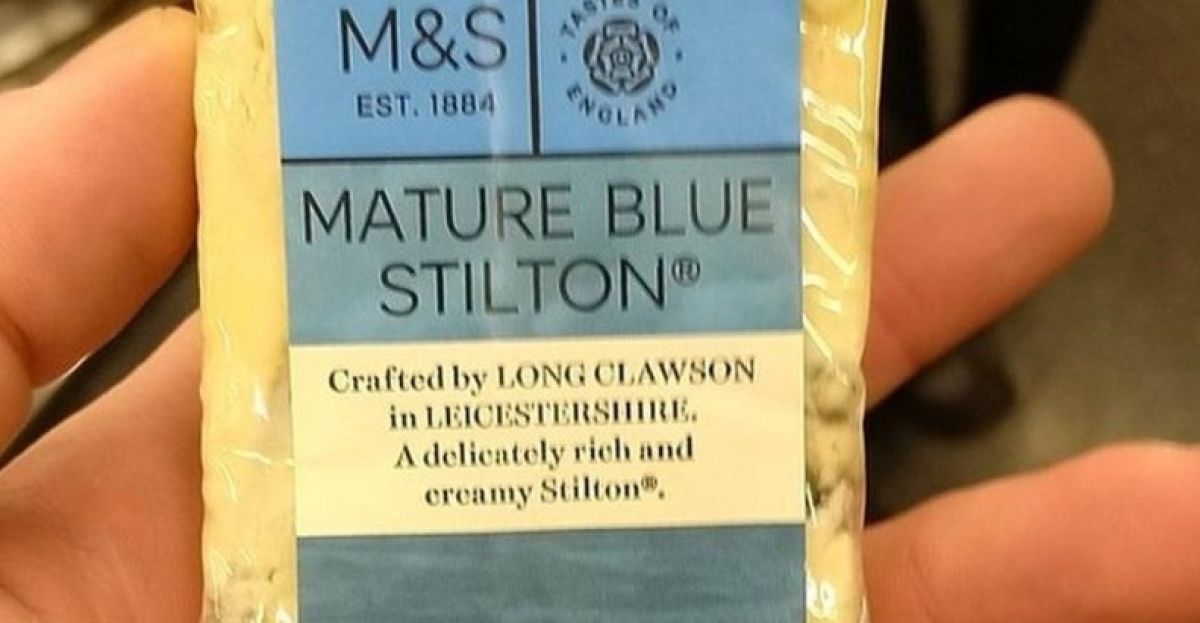 M&S
EST. 1884
TASTES OF
ENGLAND
MATURE BLUE
STILTON®
Crafted by LONG CLAWSON
in LEICESTERSHIRE.
A delicately rich and
creamy Stilton®.